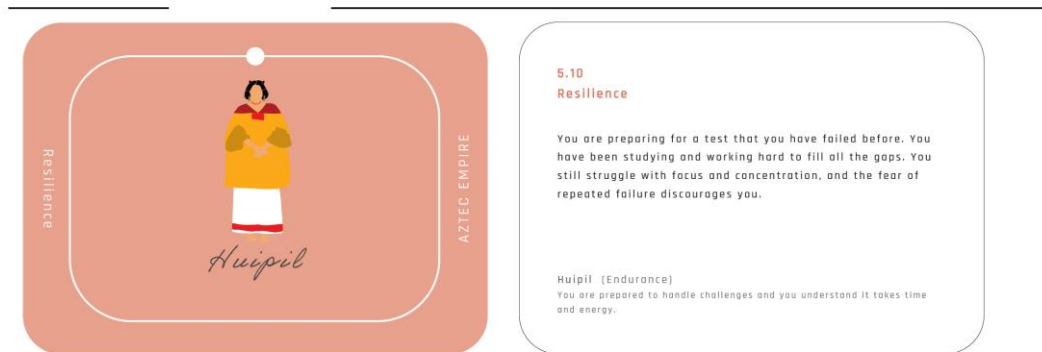 Resilience
Huipil
AZTEC EMPIRE
5.10
Resilience
You are preparing for a test that you have failed before. You
have been studying and working hard to fill all the gaps. You
still struggle with focus and concentration, and the fear of
repeated failure discourages you.
Huipil (Endurance)
You are prepared to handle challenges and you understand it takes time
and energy.